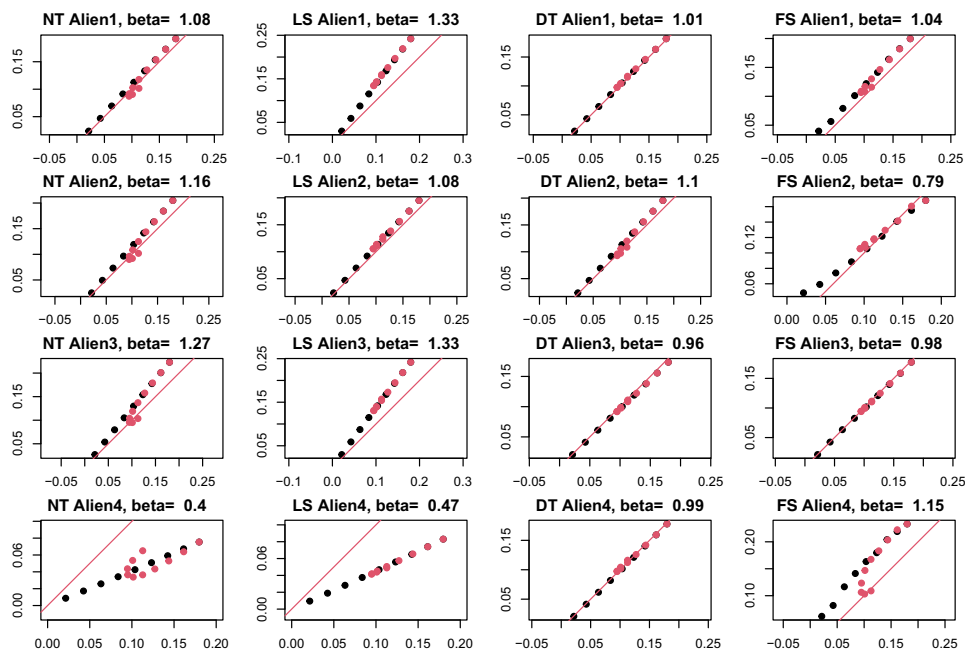 NT Alien1, beta= 1.08
LS Alien1, beta= 1.33
DT Alien1, beta= 1.01
FS Alien1, beta= 1.04
0.05 0.15
0.05 0.15 0.25
0.05 0.15
0.05 0.15
−0.05 0.05 0.15 0.25
−0.1 0.0 0.1 0.2 0.3
−0.05 0.05 0.15 0.25
−0.05 0.05 0.15 0.25
NT Alien2, beta= 1.16
LS Alien2, beta= 1.08
DT Alien2, beta= 1.1
FS Alien2, beta= 0.79
0.05 0.15
0.05 0.15
0.05 0.15
0.06 0.12
−0.05 0.05 0.15 0.25
−0.05 0.05 0.15 0.25
−0.05 0.05 0.15 0.25
0.00 0.05 0.10 0.15 0.20
NT Alien3, beta= 1.27
LS Alien3, beta= 1.33
DT Alien3, beta= 0.96
FS Alien3, beta= 0.98
0.05 0.15
0.05 0.15 0.25
0.05 0.15
0.05 0.15
−0.05 0.05 0.15 0.25
−0.1 0.0 0.1 0.2 0.3
−0.05 0.05 0.15 0.25
−0.05 0.05 0.15 0.25
NT Alien4, beta= 0.4
LS Alien4, beta= 0.47
DT Alien4, beta= 0.99
FS Alien4, beta= 1.15
0.00 0.06
0.00 0.06
0.05 0.15
0.10 0.20
0.00 0.05 0.10 0.15 0.20
0.00 0.05 0.10 0.15 0.20
−0.05 0.05 0.15 0.25
−0.05 0.05 0.15 0.25